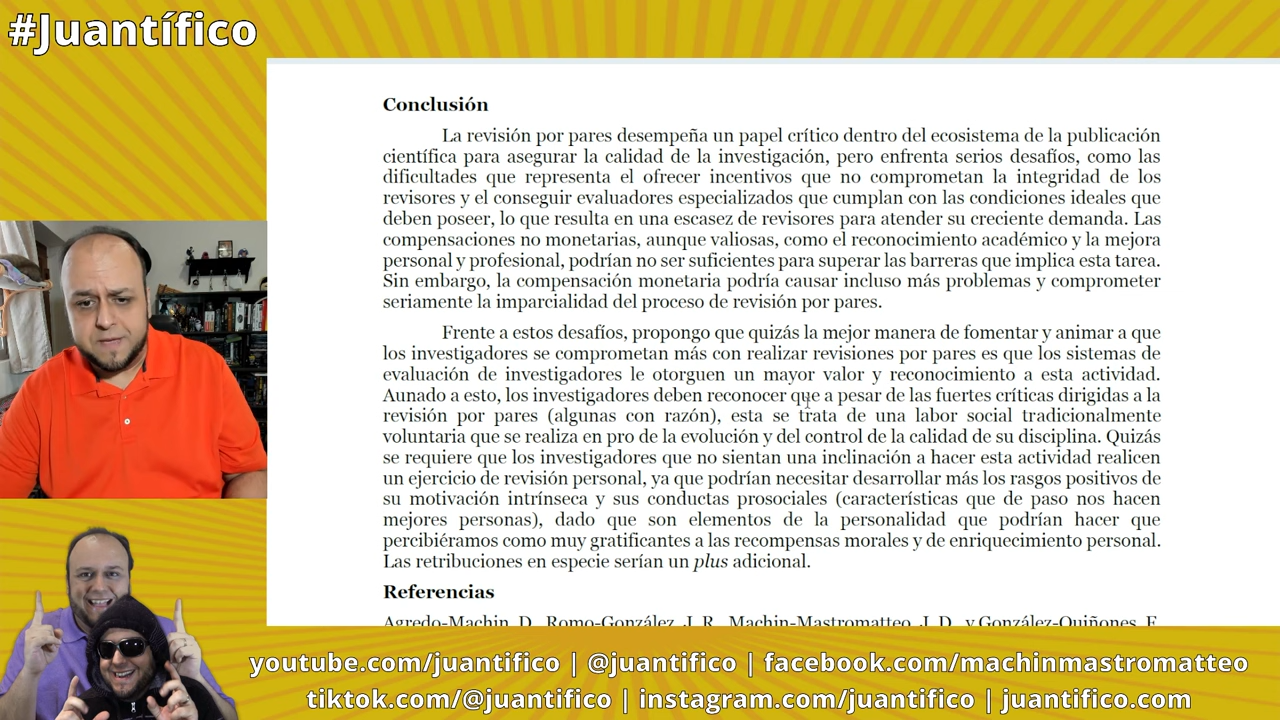 #Juantífico
Conclusión
La revisión por pares desempeña un papel crítico dentro del ecosistema de la publicación
científica para asegurar la calidad de la investigación, pero enfrenta serios desafíos, como las
dificultades que representa el ofrecer incentivos que no comprometan la integridad de los
revisores y el conseguir evaluadores especializados que cumplan con las condiciones ideales que
deben poseer, lo que resulta en una escasez de revisores para atender su creciente demanda. Las
compensaciones no monetarias, aunque valiosas, como el reconocimiento académico y la mejora
personal y profesional, podrían no ser suficientes para superar las barreras que implica esta tarea.
Sin embargo, la compensación monetaria podría causar incluso más problemas y comprometer
seriamente la imparcialidad del proceso de revisión por pares.
Frente a estos desafíos, propongo que quizás la mejor manera de fomentar y animar a que
los investigadores se comprometan más con realizar revisiones por pares es que los sistemas de
evaluación de investigadores le otorguen un mayor valor y reconocimiento a esta actividad.
Aunado a esto, los investigadores deben reconocer que a pesar de las fuertes críticas dirigidas a la
revisión por pares (algunas con razón), esta se trata de una labor social tradicionalmente
voluntaria que se realiza en pro de la evolución y del control de la calidad de su disciplina. Quizás
se requiere que los investigadores que no sientan una inclinación a hacer esta actividad realicen
un ejercicio de revisión personal, ya que podrían necesitar desarrollar más los rasgos positivos de
su motivación intrínseca y sus conductas prosociales (características que de paso nos hacen
mejores personas), dado que son elementos de la personalidad que podrían hacer que
percibiéramos como muy gratificantes a las recompensas morales y de enriquecimiento personal.
Las retribuciones en especie serían un plus adicional.
Referencias
Agredo-Machin, D., Romo-González, J. R., Machin-Mastromatteo, J. D., y González-Quiñones, F.
youtube.com/juantifico | @juantifico | facebook.com/machinmastromatteo
tiktok.com/@juantifico | instagram.com/juantifico | juantifico.com